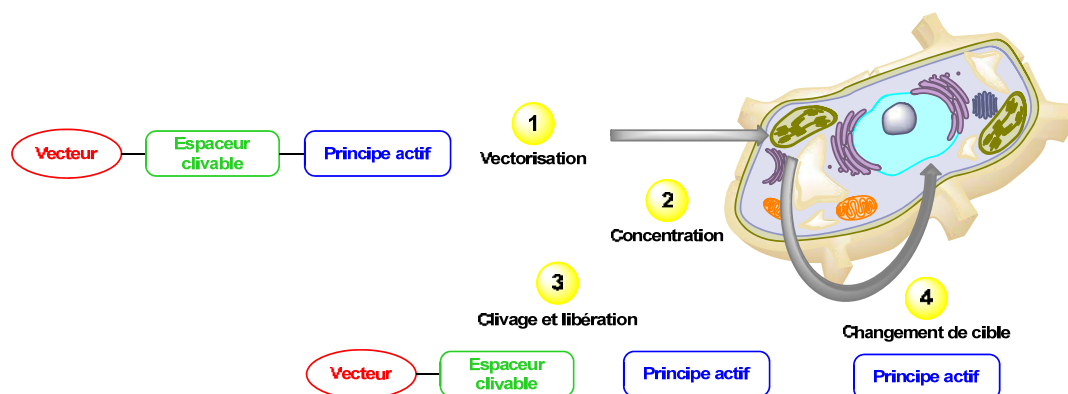 1
Vecteur
Espaceur
clivable
Principe actif
Vectorisation
2
Concentration
3
Clivage et libération
4
Changement de cible
Vecteur
Espaceur
clivable
Principe actif
Principe actif